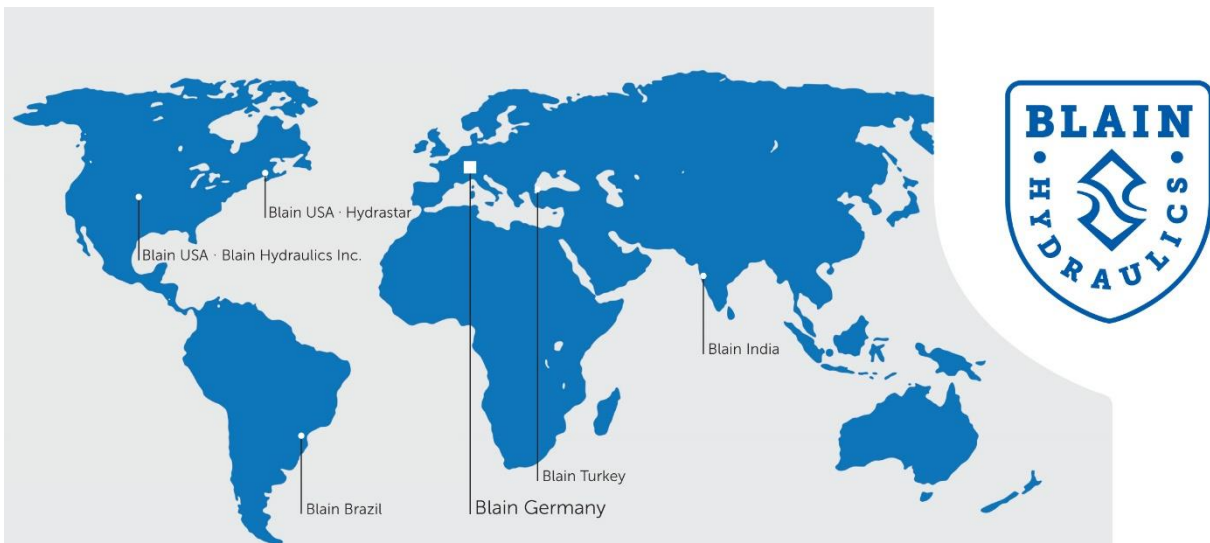 Blain USA · Hydrastar
Blain USA · Blain Hydraulics Inc.
Blain India
Blain Turkey
Blain Germany
Blain Brazil
BLAIN
HYDRAULICS